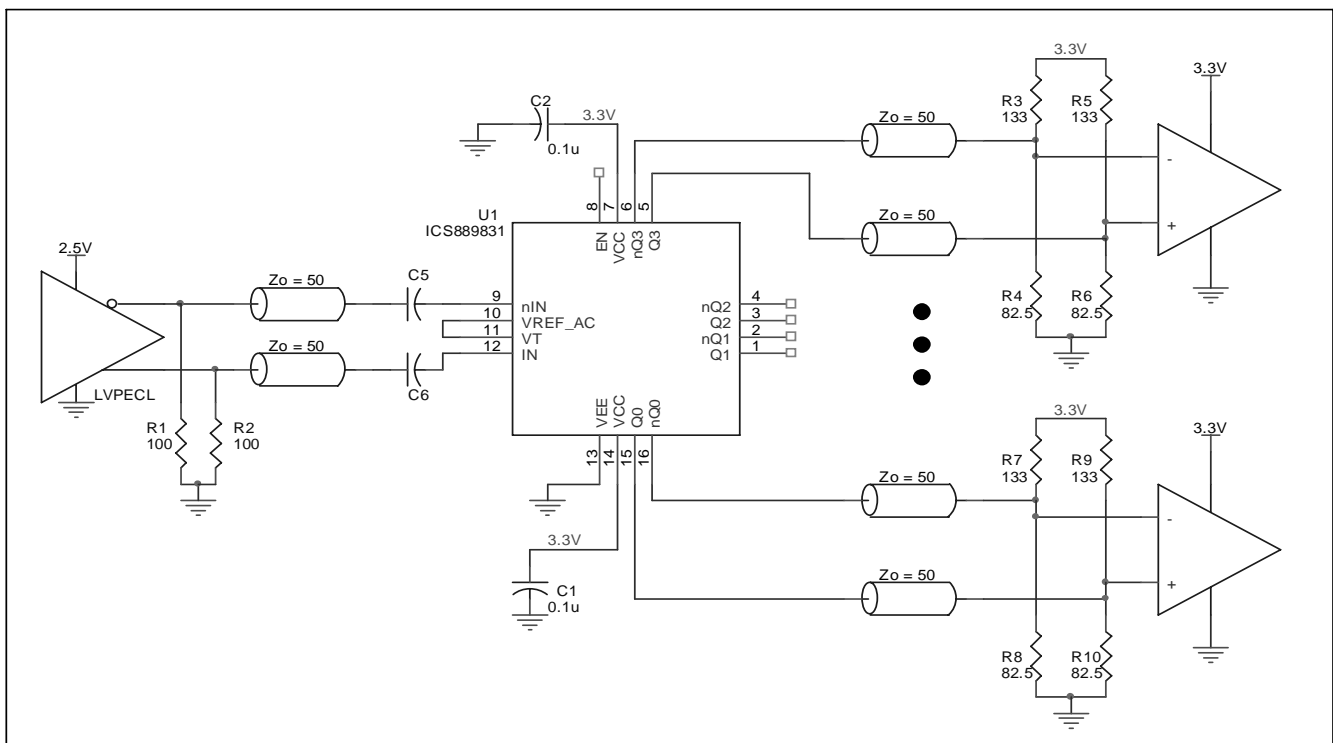 3.3V
3.3V
R3
133
R5
133
C2
3.3V
0.1u
Zo = 50
-
+
8
7
6
5
U1
ICS889831
EN
VCC
nQ3
Q3
Zo = 50
2.5V
Zo = 50
C5
9
nIN
10
VREF_AC
11
VT
12
IN
nQ2
4
Q2
3
nQ1
2
Q1
1
R4
82.5
R6
82.5
Zo = 50
C6
LVPECL
R1
100
R2
100
VEE
VCC
Q0
nQ0
13
14
15
16
3.3V
3.3V
R7
133
R9
133
Zo = 50
-
+
3.3V
C1
0.1u
Zo = 50
R8
82.5
R10
82.5